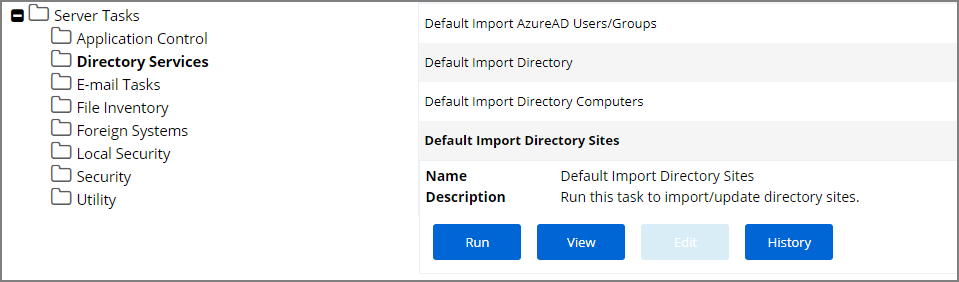 Server Tasks
Application Control
Directory Services
E-mail Tasks
File Inventory
Foreign Systems
Local Security
Security
Utility
Default Import AzureAD Users/Groups
Default Import Directory
Default Import Directory Computers
Default Import Directory Sites
Name Default Import Directory Sites
Description Run this task to import/update directory sites.
Run View Edit History